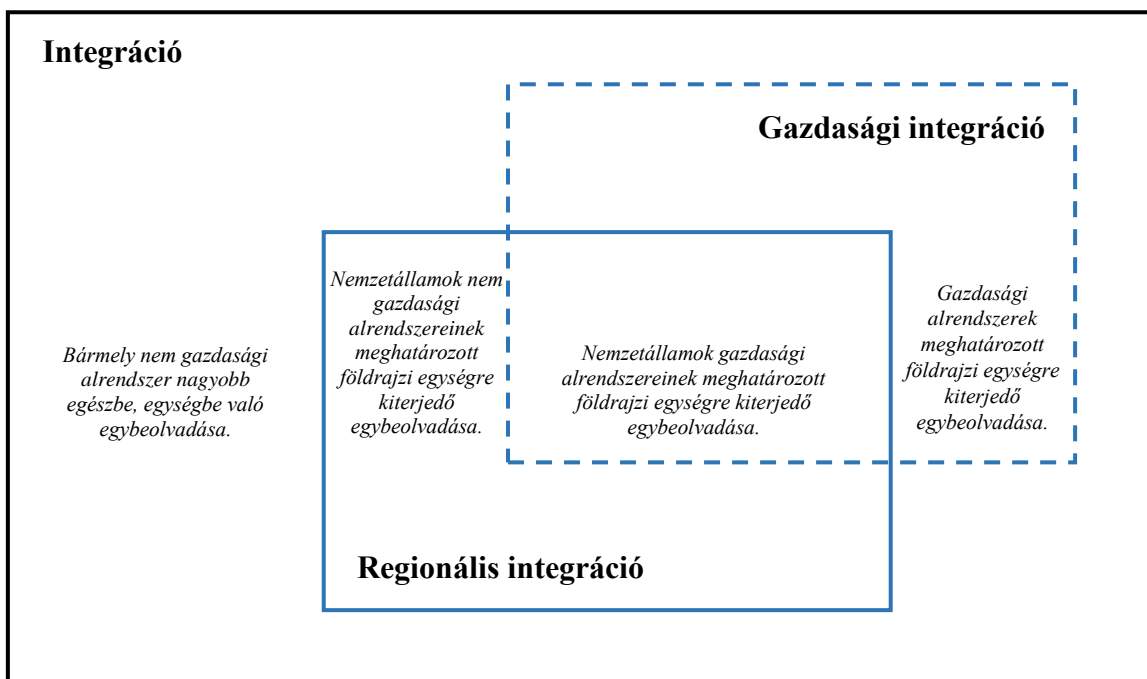 Integráció
Gazdasági integráció
Bármely nem gazdasági
alrendszer nagyobb
egészbe, egységbe való
egybeolvadása.
Nemzetállamok nem
gazdasági
alrendszereinek
meghatározott
földrajzi egységre
kiterjedő
egybeolvadása.
Nemzetállamok gazdasági
alrendszereinek meghatározott
földrajzi egységre kiterjedő
egybeolvadása.
Gazdasági
alrendszerek
meghatározott
földrajzi egységre
kiterjedő
egybeolvadása.
Regionális integráció